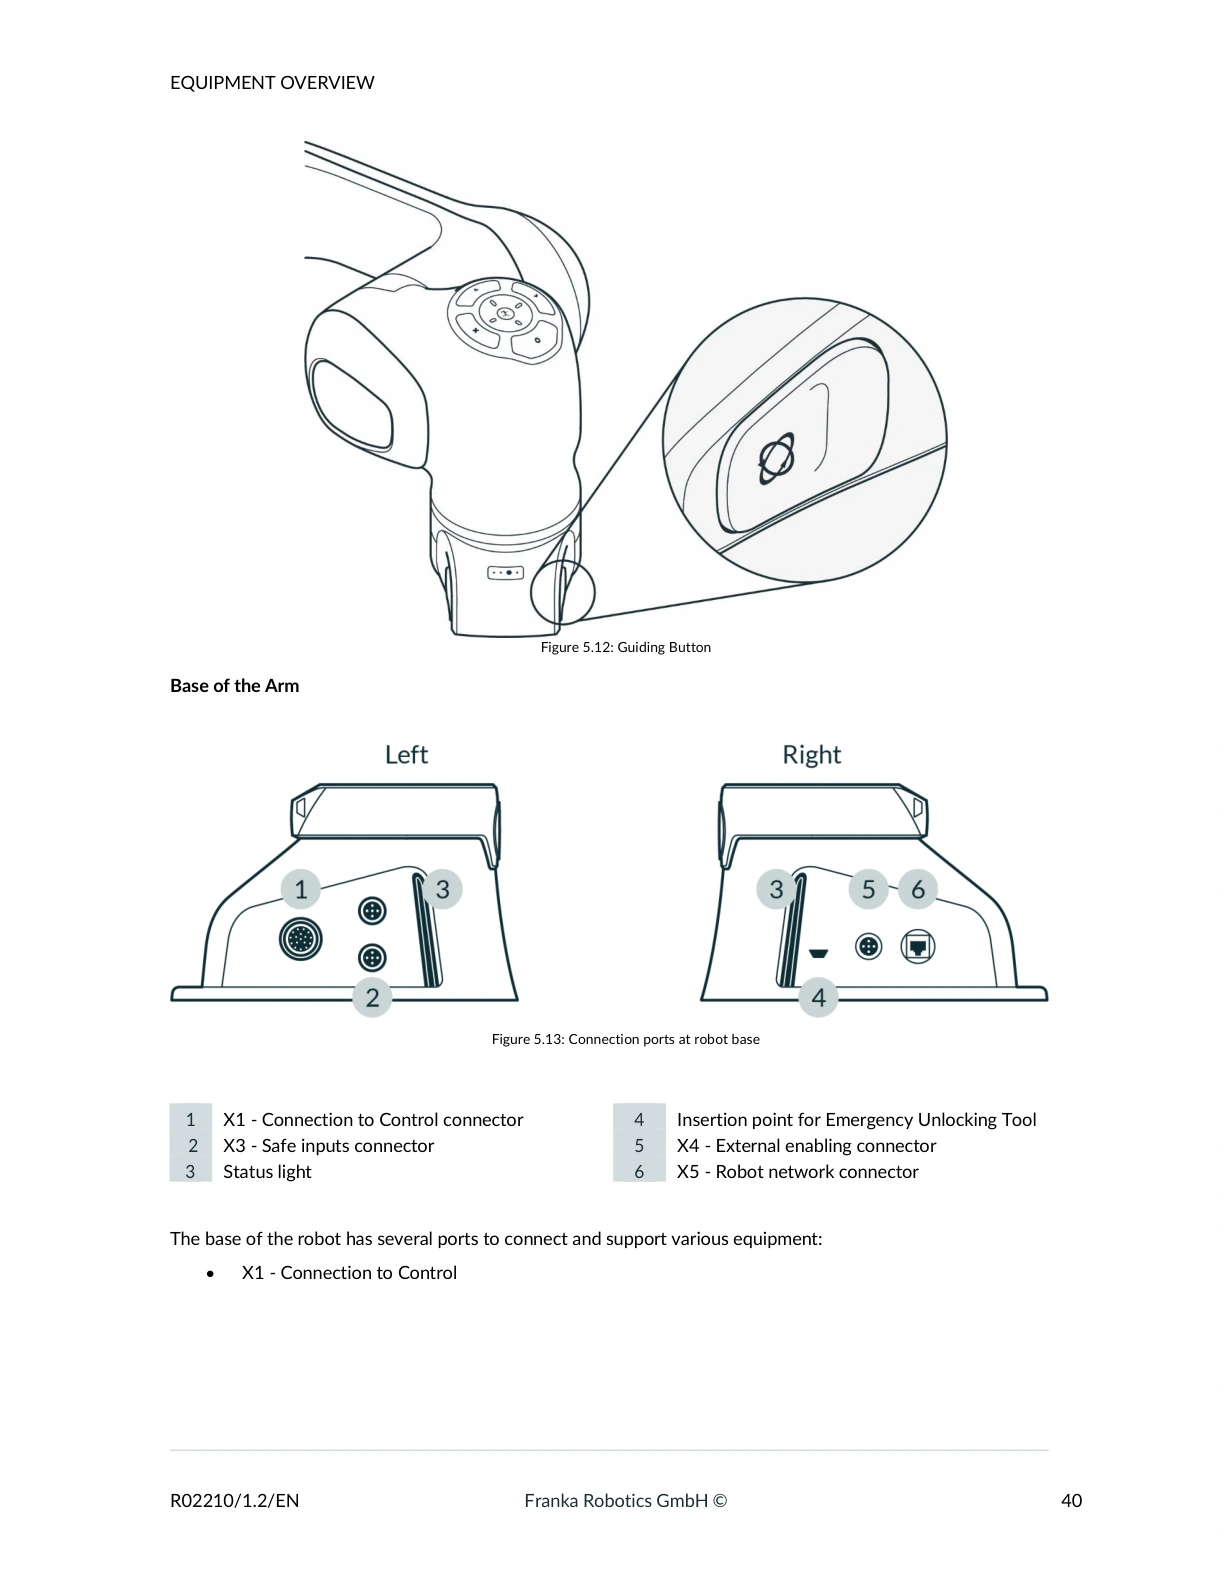 EQUIPMENT OVERVIEW
Figure 5.12: Guiding Button
Base of the Arm
Left
Right
1
3
2
3
5
6
4
Figure 5.13: Connection ports at robot base
1 X1 - Connection to Control connector
2 X3 - Safe inputs connector
3 Status light
4 Insertion point for Emergency Unlocking Tool
5 X4 - External enabling connector
6 X5 - Robot network connector
The base of the robot has several ports to connect and support various equipment:
• X1 - Connection to Control
R02210/1.2/EN
Franka Robotics GmbH ©
40